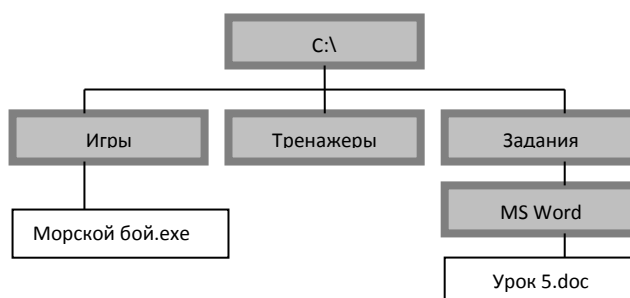 C:\
Игры
Тренажеры
Задания
MS Word
Морской бой.exe
Урок 5.doc